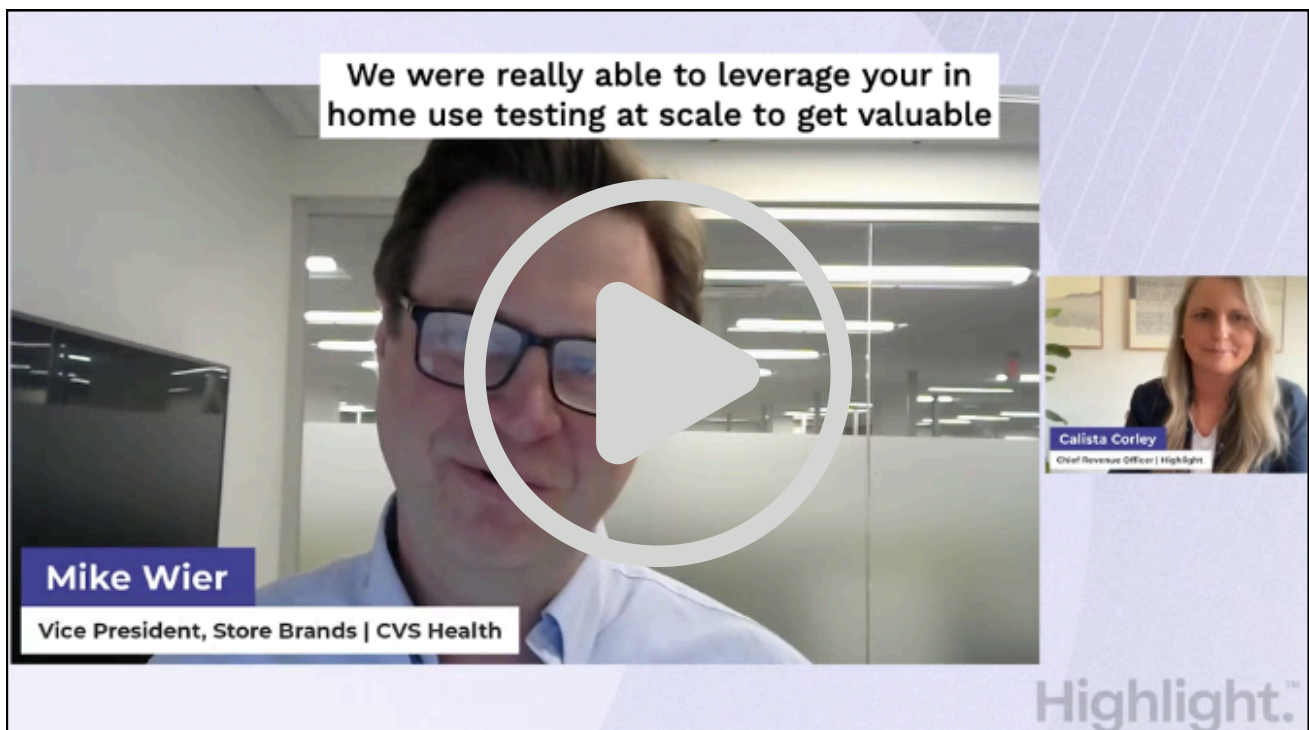 We were really able to leverage your in
home use testing at scale to get valuable
Mike Wier
Vice President, Store Brands | CVS Health
Calista Corley
Chief Revenue Officer | Highlight
Highlight.™